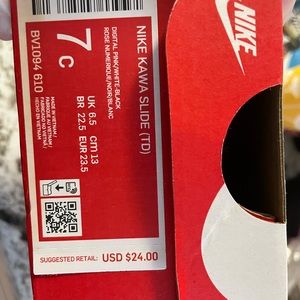 NIKE KAWA SLIDE (TD)
DIGITAL PINK/WHITE-BLACK
ROSE NUMERIQUE/NOIR/BLANC
7C
UK 6.5 cm 13
BR 22.5 EUR 23.5
BV1094 610
MADE IN VIETNAM
FABRIQUE AU VIETNAM
HECHO EN VIETNAM
SUGGESTED RETAIL: USD $24.00
NIKE